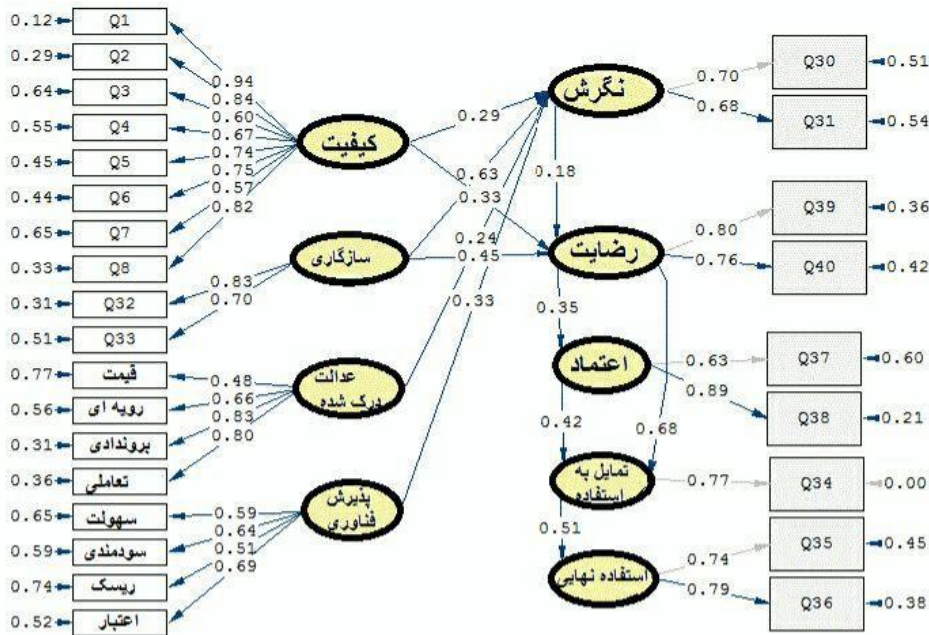 0.12 Q1
0.29 Q2
0.64 Q3
0.55 Q4
0.45 Q5
0.44 Q6
0.65 Q7
0.33 Q8
0.31 Q32
0.51 Q33
0.77 قیمت
0.56 رویه ای
0.31 بروندادی
0.36 تعاملی
0.65 سهولت
0.59 سودمندی
0.74 ریسک
0.52 اعتبار
0.94
0.84
0.60
0.67
0.74
0.75
0.57
0.82
0.83
0.70
0.48
0.66
0.83
0.80
0.59
0.64
0.51
0.69
کیفیت
سازگاری
عدالت
درک شده
پذیرش
فناوری
0.29
0.63
0.33
0.24
0.45
0.33
نگرش
0.18
رضایت
0.35
اعتماد
0.42
0.68
تمایل به
استفاده
0.51
استفاده نهایی
0.70 Q30 0.51
0.68 Q31 0.54
0.80 Q39 0.36
0.76 Q40 0.42
0.63 Q37 0.60
0.89 Q38 0.21
0.77 Q34 0.00
0.74 Q35 0.45
0.79 Q36 0.38